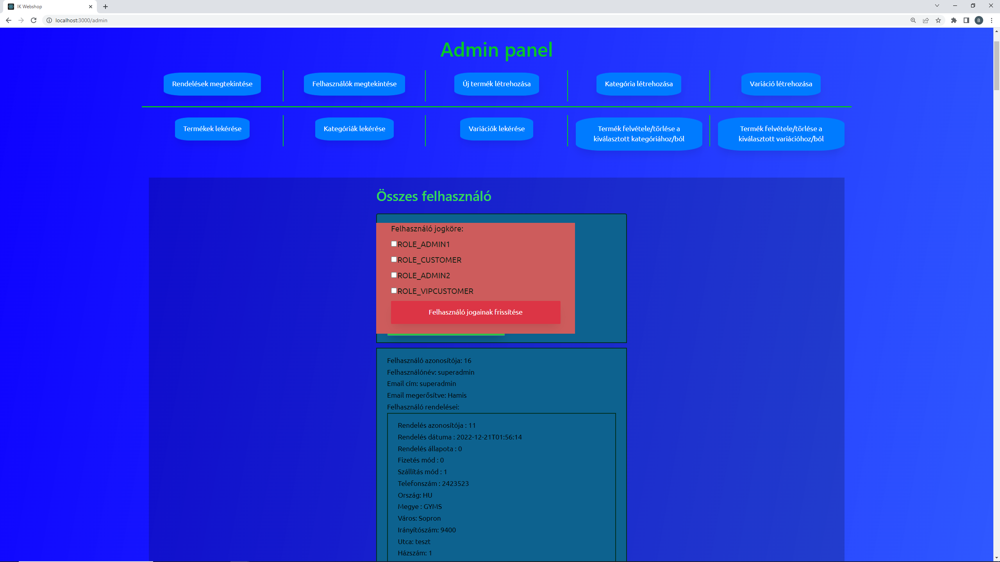 IK Webshop
localhost:3000/admin
B
Admin panel
Rendelések megtekintése
Felhasználók megtekintése
Új termék létrehozása
Kategória létrehozása
Variáció létrehozása
Termékek lekérése
Kategóriák lekérése
Variációk lekérése
Termék felvétele/törlése a
kiválasztott kategóriához/ból
Termék felvétele/törlése a
kiválasztott variációhoz/ból
Összes felhasználó
Felhasználó jogköre:
ROLE_ADMIN1
ROLE_CUSTOMER
ROLE_ADMIN2
ROLE_VIPCUSTOMER
Felhasználó jogainak frissítése
Felhasználó azonosítója: 16
Felhasználónév: superadmin
Email cím: superadmin
Email megerősítve: Hamis
Felhasználó rendelései:
Rendelés azonosítója : 11
Rendelés dátuma : 2022-12-21T01:56:14
Rendelés állapota : 0
Fizetés mód : 0
Szállítás mód : 1
Telefonszám : 2423523
Ország: HU
Megye : GYMS
Város: Sopron
Irányítószám: 9400
Utca: teszt
Házszám: 1